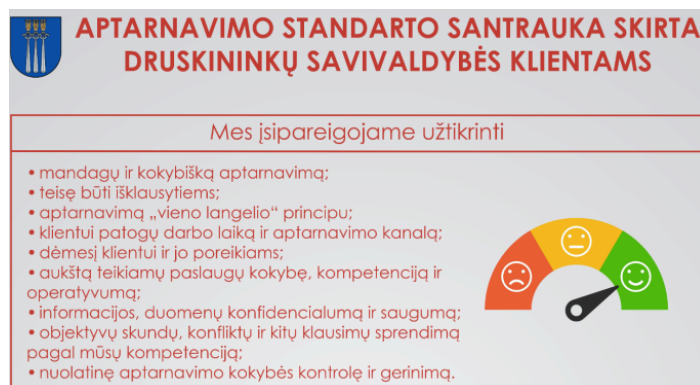 APTARNAVIMO STANDARTO SANTRAUKA SKIRTA
DRUSKININKŲ SAVIVALDYBĖS KLIENTAMS
Mes įsipareigojame užtikrinti
• mandagų ir kokybišką aptarnavimą;
• teisę būti išklausytiems;
• aptarnavimą „vieno langelio“ principu;
• klientui patogų darbo laiką ir aptarnavimo kanalą;
• dėmesį klientui ir jo poreikiams;
• aukštą teikiamų paslaugų kokybę, kompetenciją ir
operatyvumą;
• informacijos, duomenų konfidencialumą ir saugumą;
• objektyvų skundų, konfliktų ir kitų klausimų sprendimą
pagal mūsų kompetenciją;
• nuolatinę aptarnavimo kokybės kontrolę ir gerinimą.